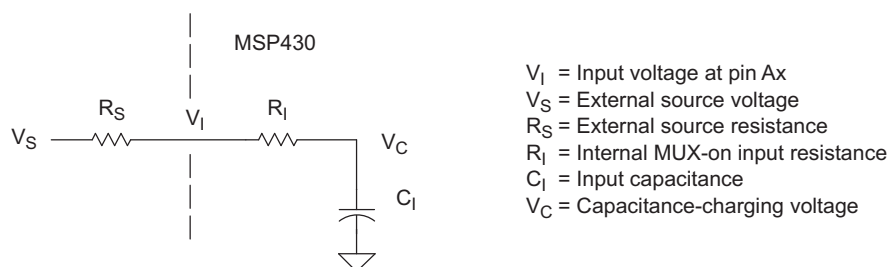 MSP430
R_S
V_I
R_I
V_S
V_C
C_I
V_I = Input voltage at pin Ax
V_S = External source voltage
R_S = External source resistance
R_I = Internal MUX-on input resistance
C_I = Input capacitance
V_C = Capacitance-charging voltage